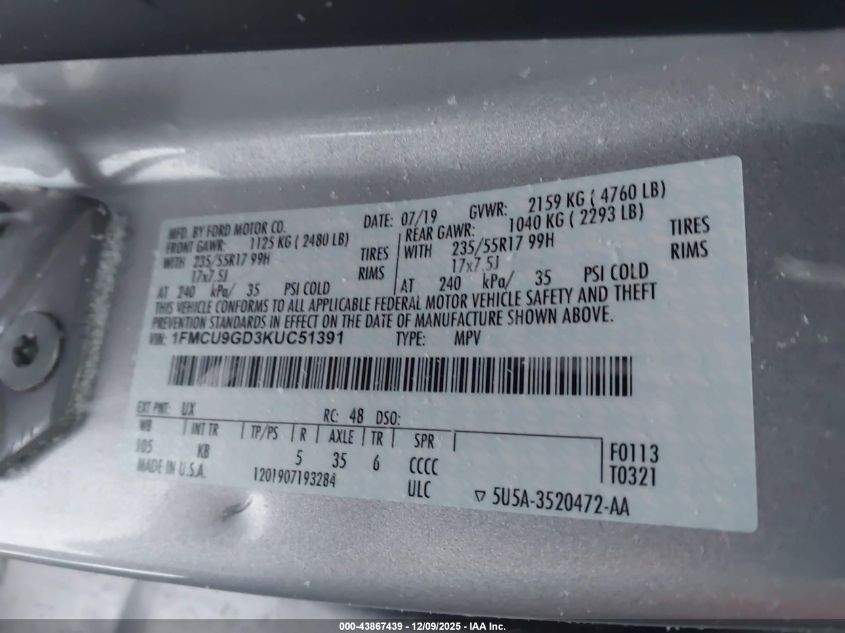 MFD. BY FORD MOTOR CO. DATE: 07/19 GVWR: 2159 KG ( 4760 LB)
FRONT GAWR: 1125 KG ( 2480 LB) REAR GAWR: 1040 KG ( 2293 LB)
WITH 235/55R17 99H TIRES WITH 235/55R17 99H TIRES
17x7.5J RIMS 17x7.5J RIMS
AT 240 kPa/ 35 PSI COLD AT 240 kPa/ 35 PSI COLD
THIS VEHICLE CONFORMS TO ALL APPLICABLE FEDERAL MOTOR VEHICLE SAFETY AND THEFT
PREVENTION STANDARDS IN EFFECT ON THE DATE OF MANUFACTURE SHOWN ABOVE.
VIN: 1FMCU9GD3KUC51391 TYPE: MPV
EXT PNT: UX RC: 48 DSO:
WB INT TR TP/PS R AXLE TR SPR
105 KB 5 35 6 CCCC F0113
MADE IN U.S.A. 1201907193284 ULC T0321
5U5A-3520472-AA
000-43867439 - 12/09/2025 - IAA Inc.